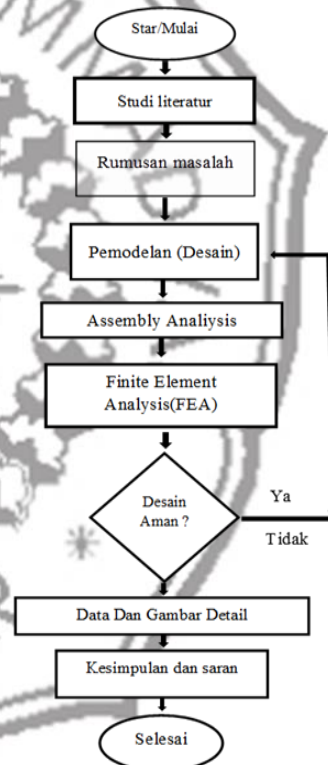 Star/Mulai
Studi literatur
Rumusan masalah
Pemodelan (Desain)
Assembly Analiysis
Finite Element
Analysis(FEA)
Desain
Aman ?
Ya
Tidak
Data Dan Gambar Detail
Kesimpulan dan saran
Selesai